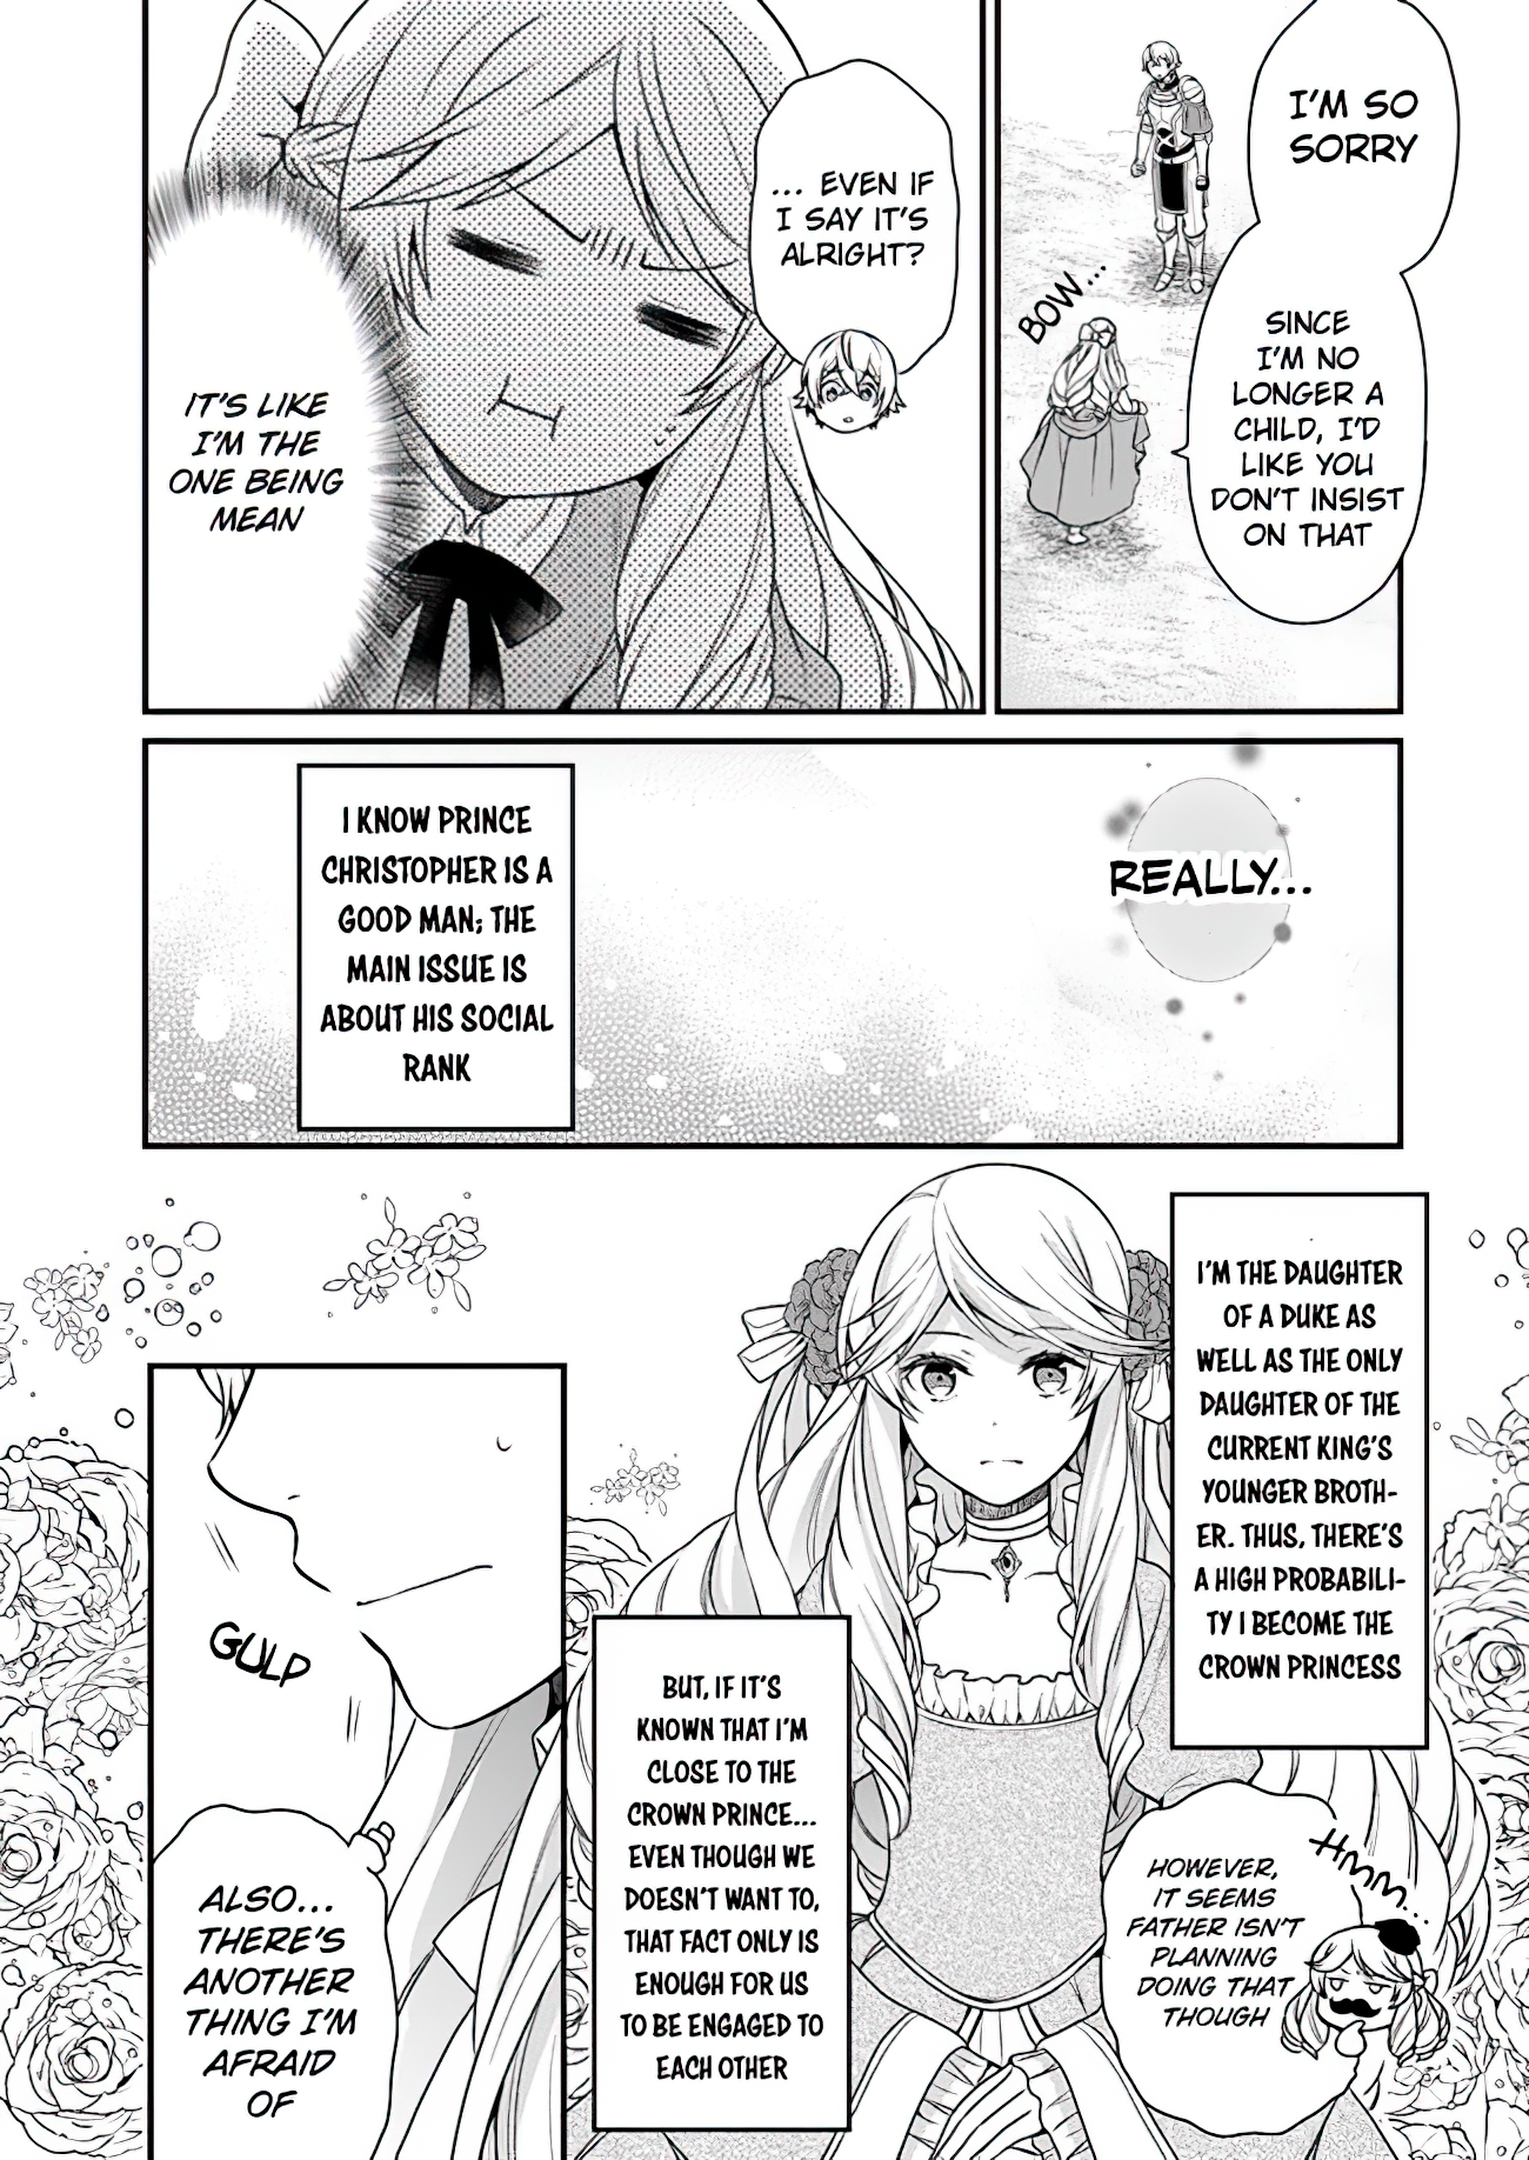 I'M SO
SORRY
SINCE
I'M NO
LONGER A
CHILD, I'D
LIKE YOU
DON'T INSIST
ON THAT
BOW...
... EVEN IF
I SAY IT'S
ALRIGHT?
IT'S LIKE
I'M THE
ONE BEING
MEAN
REALLY...
I KNOW PRINCE
CHRISTOPHER IS A
GOOD MAN; THE
MAIN ISSUE IS
ABOUT HIS SOCIAL
RANK
I'M THE DAUGHTER
OF A DUKE AS
WELL AS THE ONLY
DAUGHTER OF THE
CURRENT KING'S
YOUNGER BROTH-
ER. THUS, THERE'S
A HIGH PROBABILI-
TY I BECOME THE
CROWN PRINCESS
HMM...
HOWEVER,
IT SEEMS
FATHER ISN'T
PLANNING
DOING THAT
THOUGH
BUT, IF IT'S
KNOWN THAT I'M
CLOSE TO THE
CROWN PRINCE...
EVEN THOUGH WE
DOESN'T WANT TO,
THAT FACT ONLY IS
ENOUGH FOR US
TO BE ENGAGED TO
EACH OTHER
GULP
ALSO...
THERE'S
ANOTHER
THING I'M
AFRAID
OF